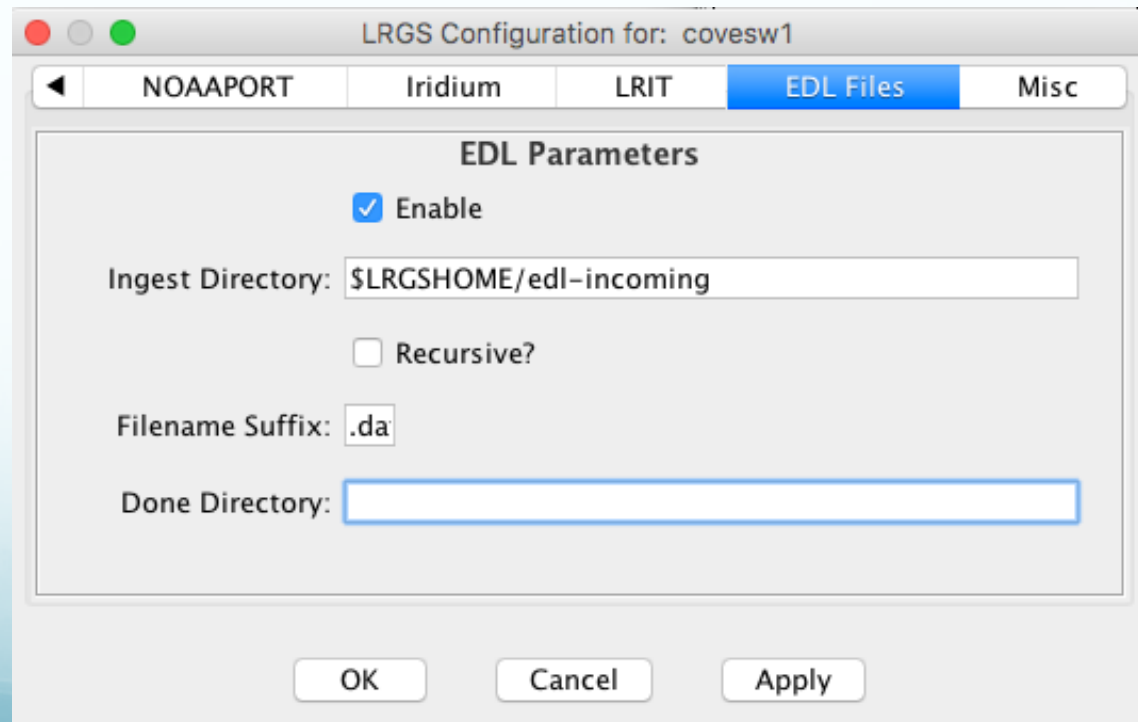 LRGS Configuration for: covesw1
NOAAPORT Iridium LRIT EDL Files Misc
EDL Parameters
Enable
Ingest Directory: $LRGSHOME/edl-incoming
Recursive?
Filename Suffix: .da
Done Directory:
OK Cancel Apply